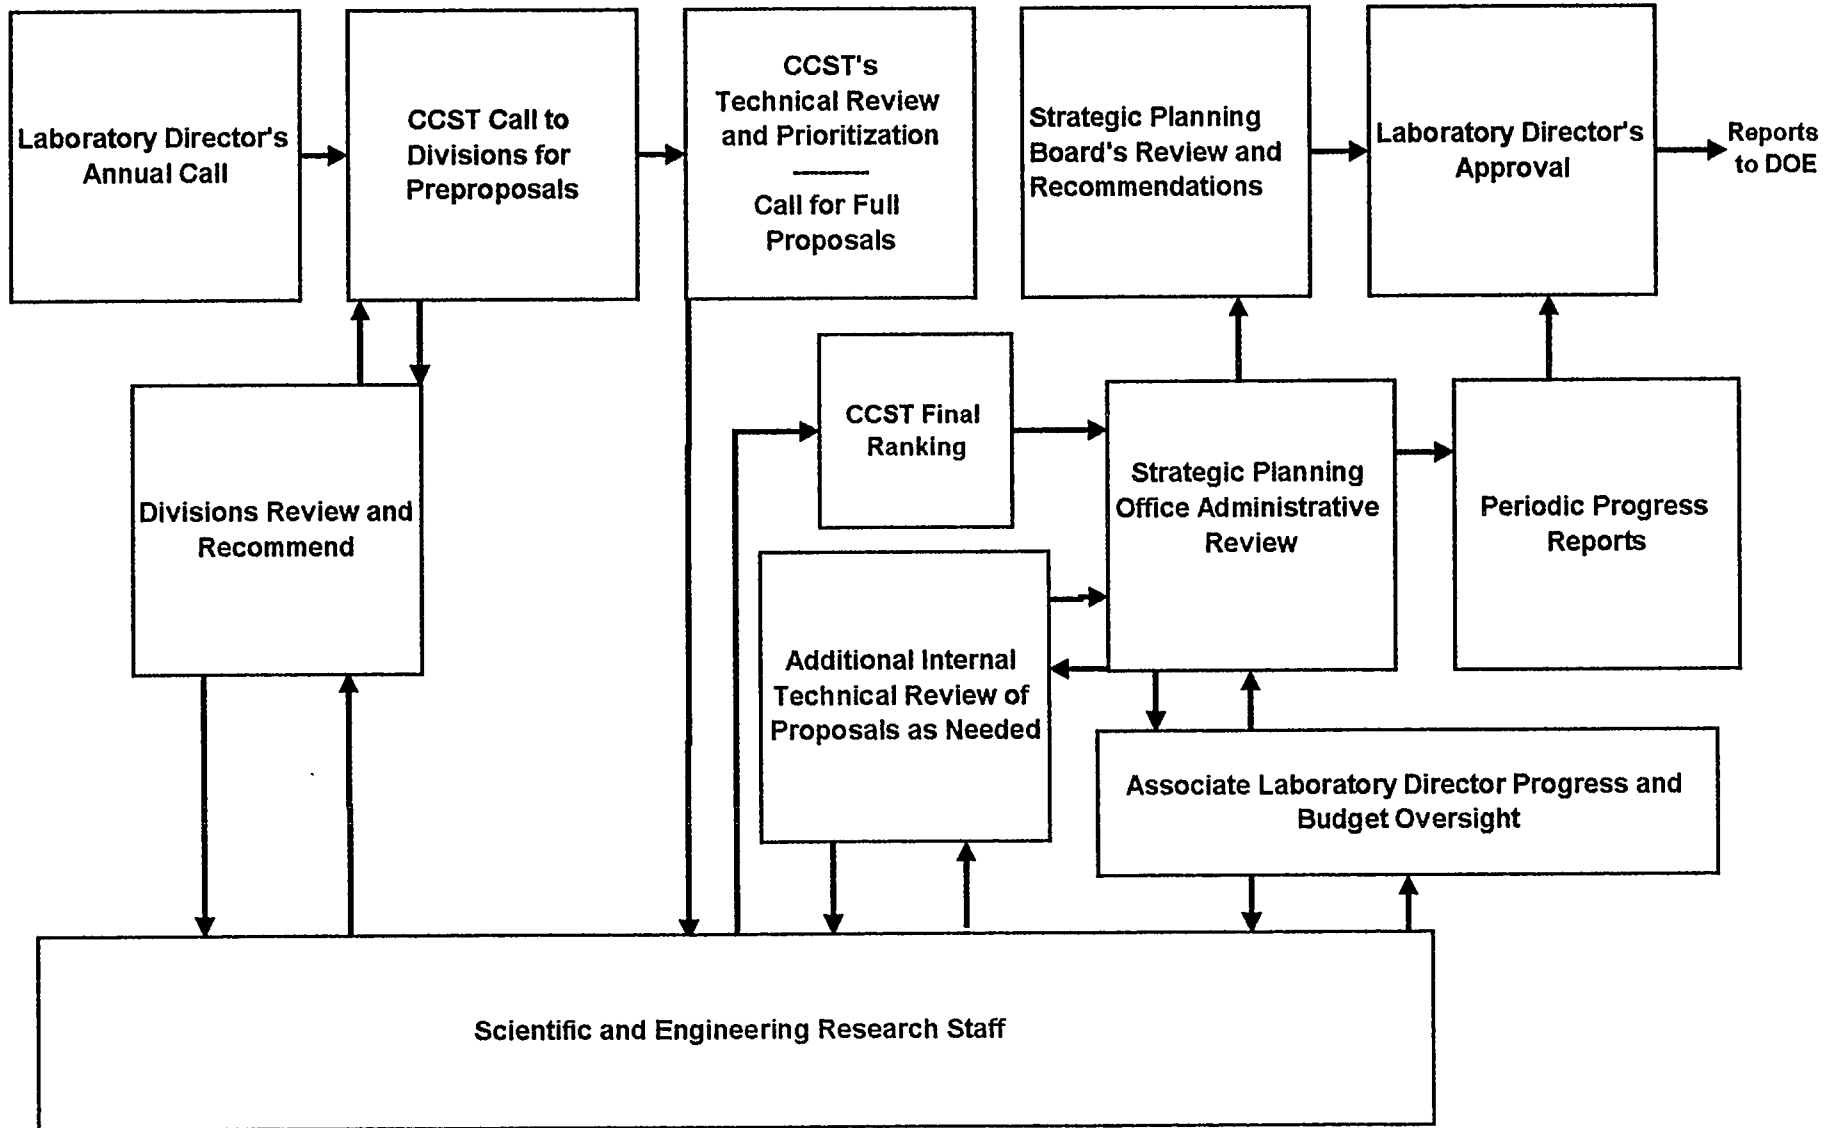 Laboratory Director's
Annual Call
CCST Call to
Divisions for
Preproposals
CCST's
Technical Review
and Prioritization
Call for Full
Proposals
Strategic Planning
Board's Review and
Recommendations
Laboratory Director's
Approval
Reports
to DOE
Divisions Review and
Recommend
CCST Final
Ranking
Strategic Planning
Office Administrative
Review
Periodic Progress
Reports
Additional Internal
Technical Review of
Proposals as Needed
Associate Laboratory Director Progress and
Budget Oversight
Scientific and Engineering Research Staff